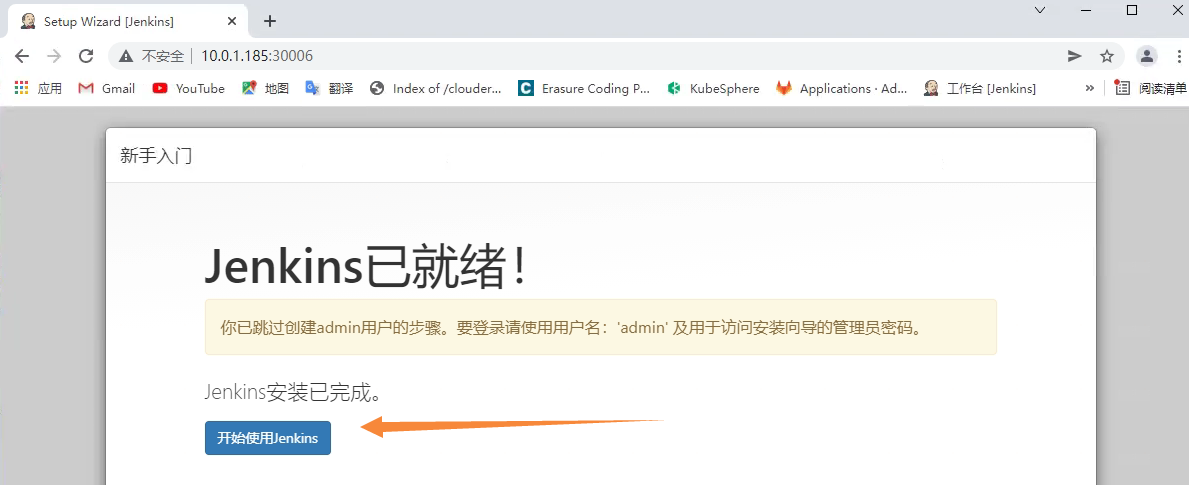 Setup Wizard [Jenkins]
不安全 10.0.1.185:30006
应用 Gmail YouTube 地图 翻译 Index of /clouder... Erasure Coding P... KubeSphere Applications · Ad... 工作台 [Jenkins] » 阅读清单
新手入门
Jenkins已就绪！
你已跳过创建admin用户的步骤。要登录请使用用户名：'admin' 及用于访问安装向导的管理员密码。
Jenkins安装已完成。
开始使用Jenkins